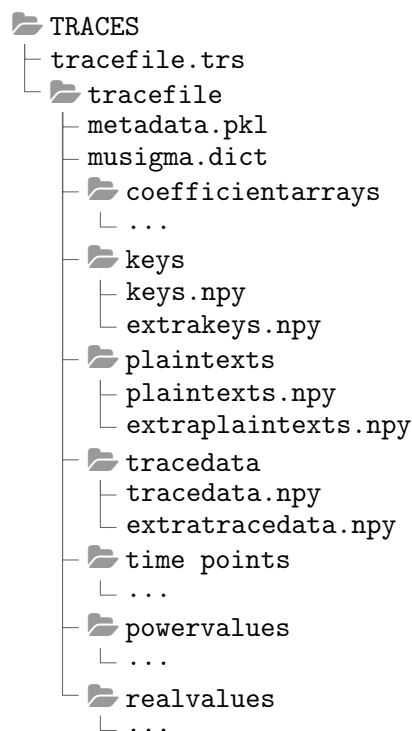 TRACES
tracefile.trs
tracefile
metadata.pkl
musigma.dict
coefficientarrays
...
keys
keys.npy
extrakeys.npy
plaintexts
plaintexts.npy
extraplaintexts.npy
tracedata
tracedata.npy
extratracedata.npy
time points
...
powervalues
...
realvalues
...